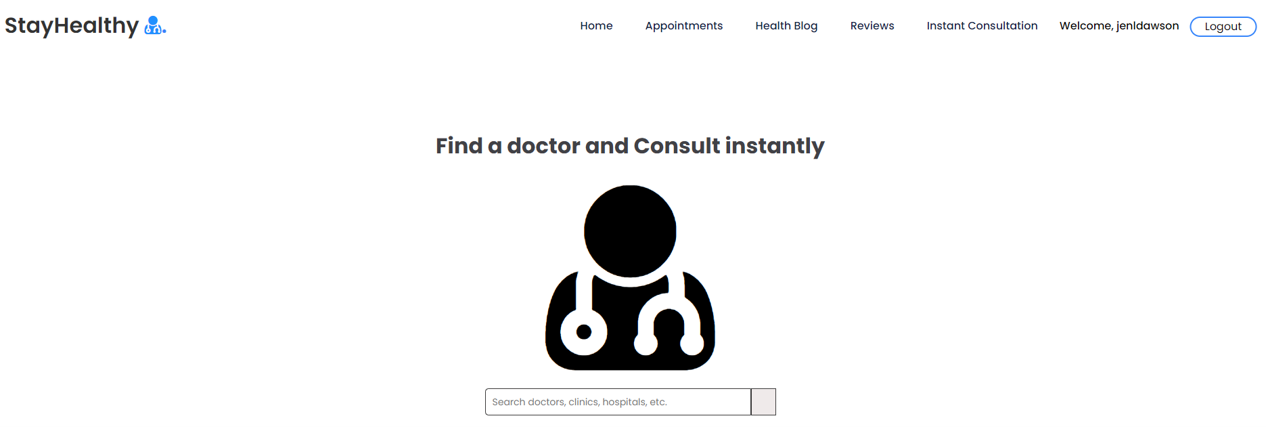 StayHealthy
Home Appointments Health Blog Reviews Instant Consultation Welcome, jenldawson Logout
Find a doctor and Consult instantly
Search doctors, clinics, hospitals, etc.